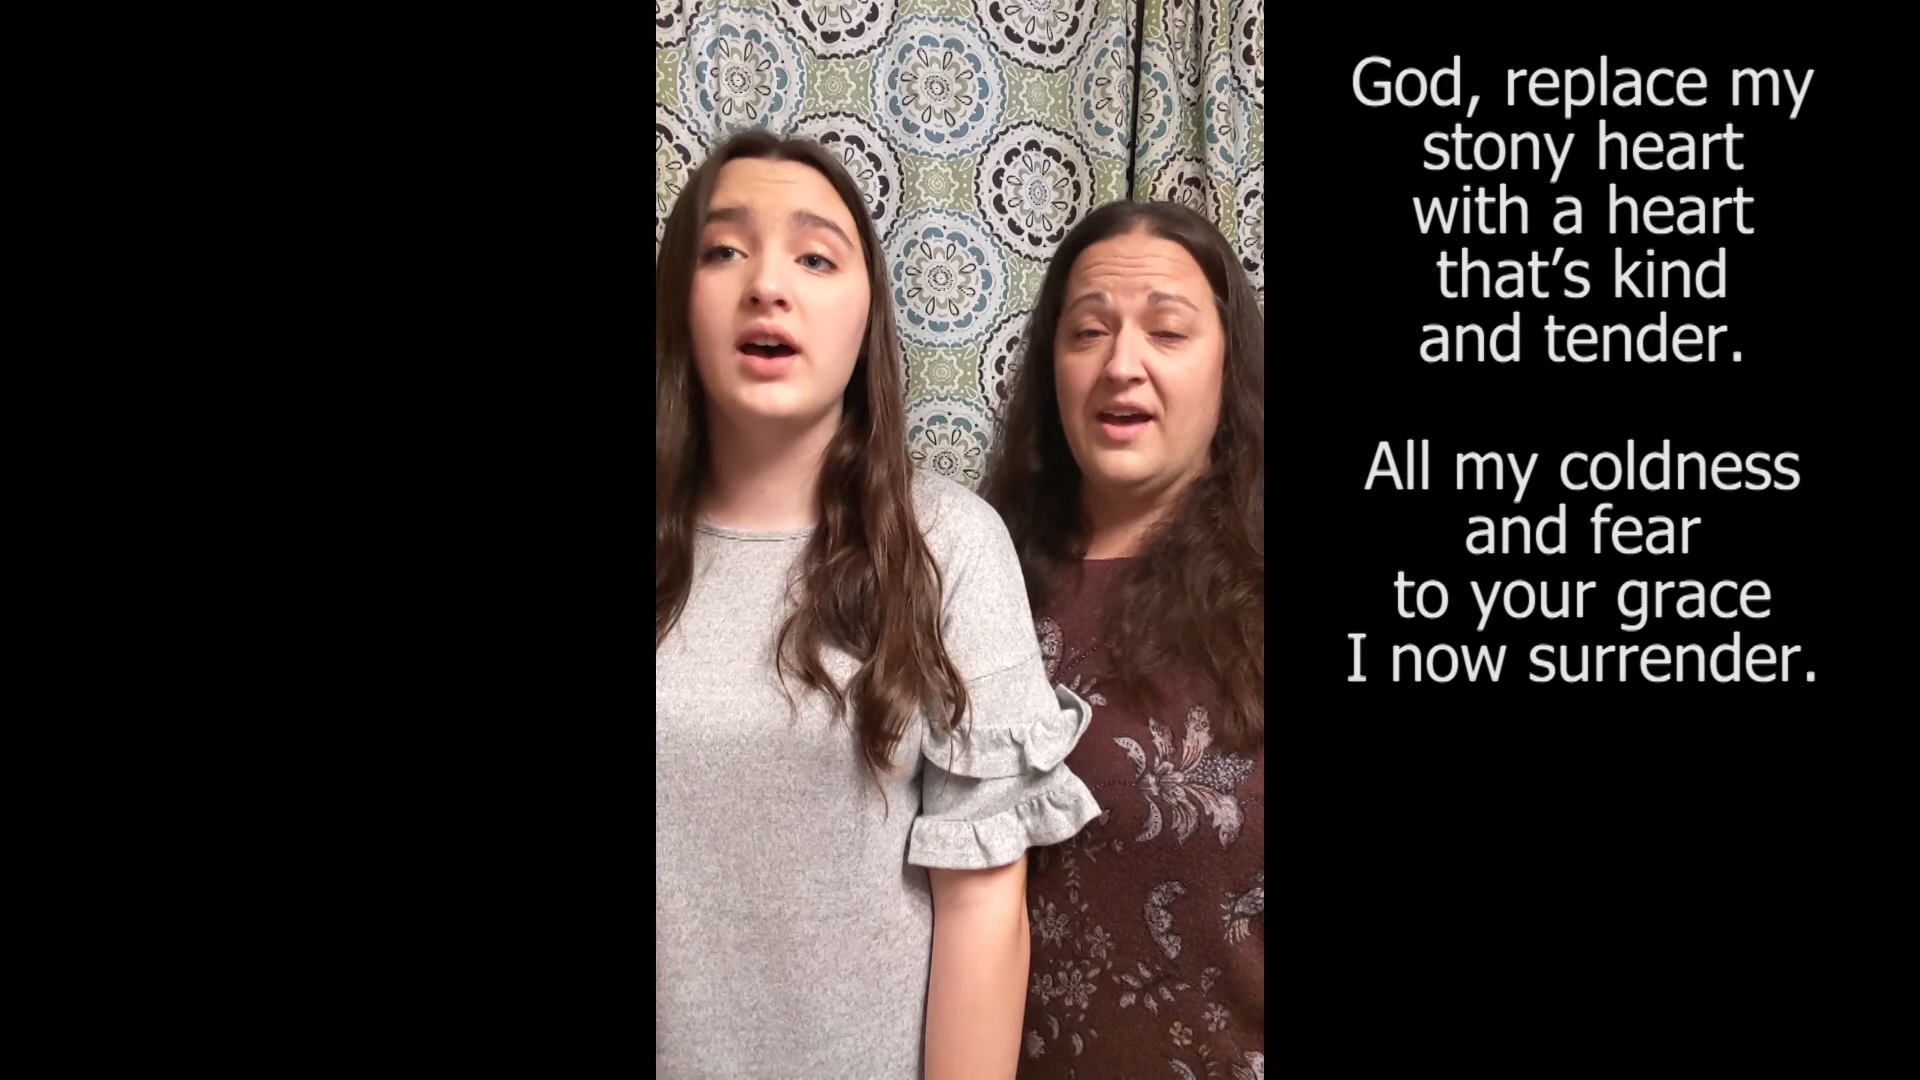 God, replace my
stony heart
with a heart
that’s kind
and tender.
All my coldness
and fear
to your grace
I now surrender.